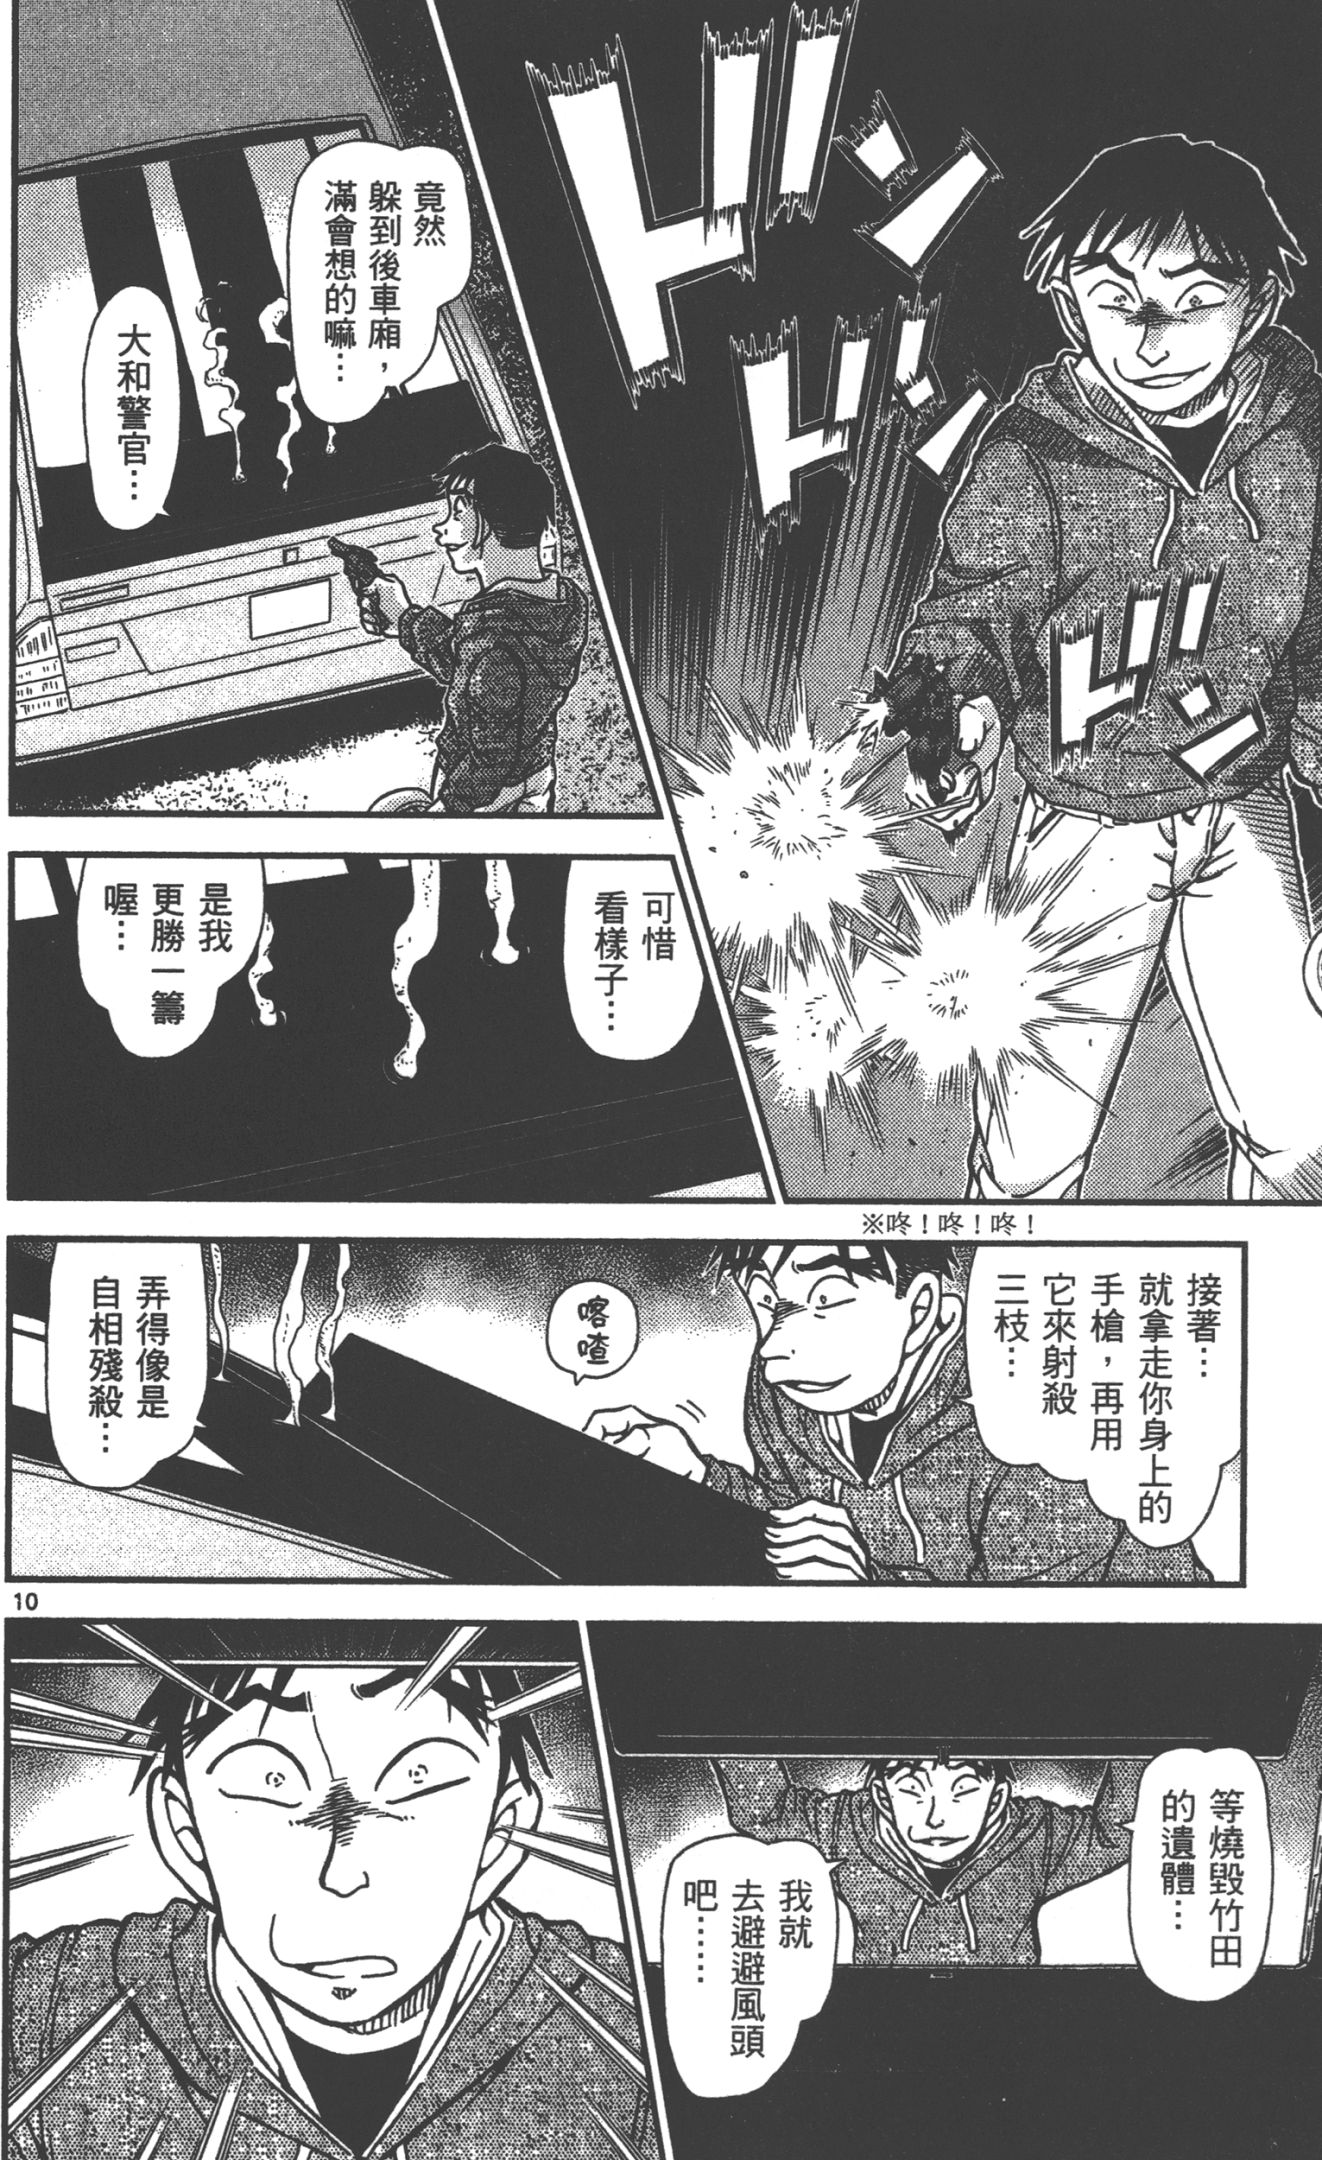 ドドン
ドドン
ドドン
※咚！咚！咚！
竟然
躲到後車廂，
滿會想的嘛…
大和警官…
可惜
看樣子…
是我
更勝一籌
喔…
接著…
就拿走你身上的
手槍，再用
它來射殺
三枝…
喀喳
弄得像是
自相殘殺…
10
等燒毀竹田
的遺體…
我就
去避避風頭
吧……